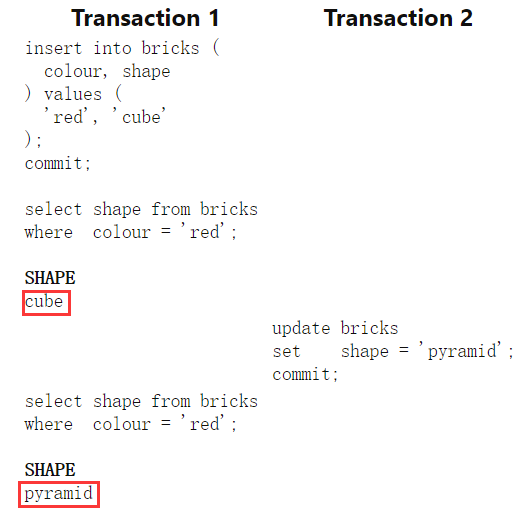 Transaction 1 Transaction 2
insert into bricks (
colour, shape
) values (
'red', 'cube'
);
commit;
select shape from bricks
where colour = 'red';
SHAPE
cube
update bricks
set shape = 'pyramid';
commit;
select shape from bricks
where colour = 'red';
SHAPE
pyramid